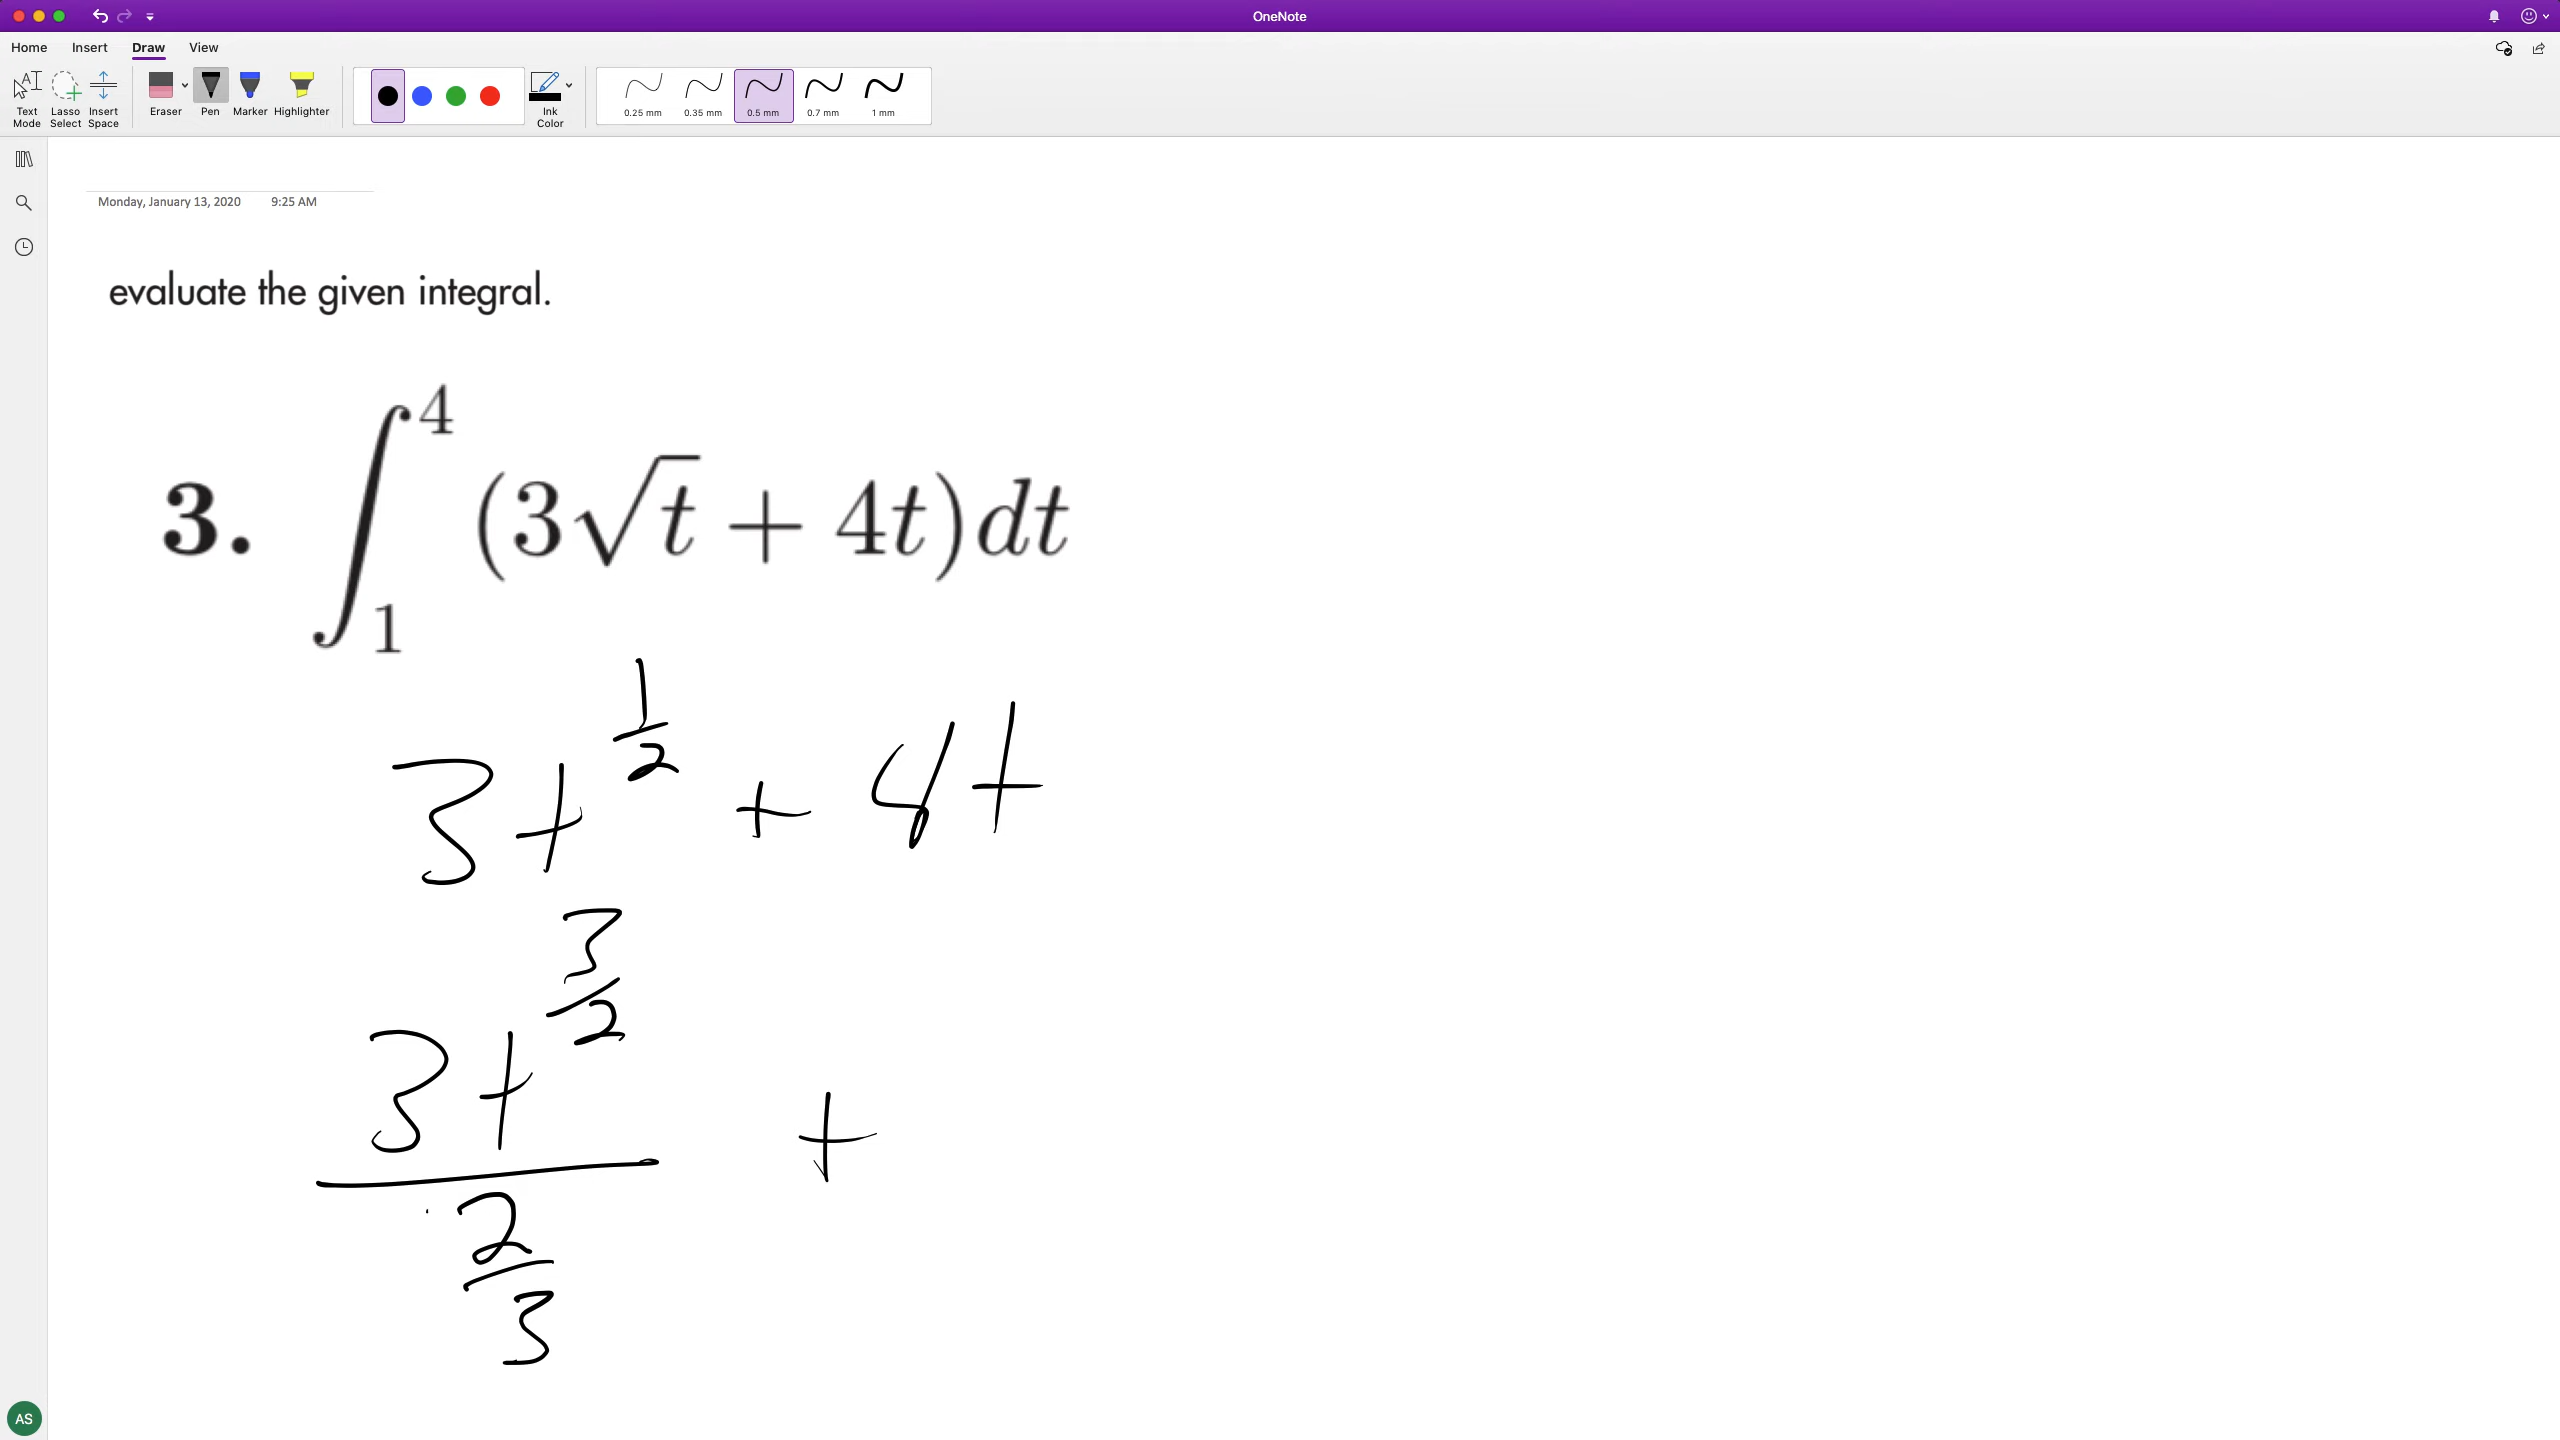 OneNote
Home Insert Draw View
Text Mode Lasso Select Insert Space Eraser Pen Marker Highlighter Ink Color 0.25 mm 0.35 mm 0.5 mm 0.7 mm 1 mm
Monday, January 13, 2020 9:25 AM
evaluate the given integral.
3. ∫₁⁴ (3√t + 4t)dt
3t^(1/2) + 4t
3t^(3/2) / (2/3) +
AS